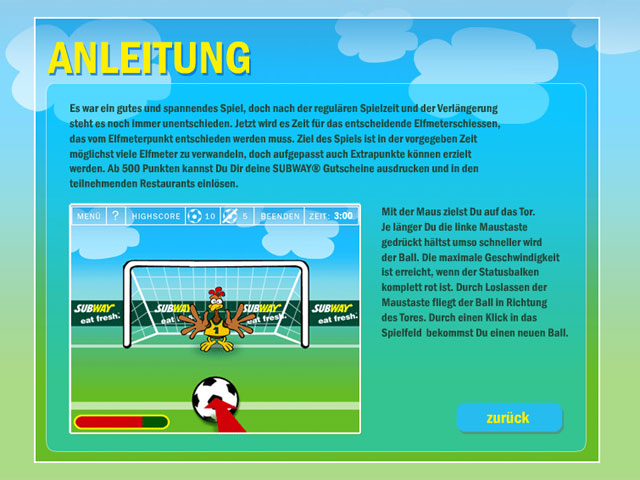 ANLEITUNG
Es war ein gutes und spannendes Spiel, doch nach der regulären Spielzeit und der Verlängerung
steht es noch immer unentschieden. Jetzt wird es Zeit für das entscheidende Elfmeterschiessen,
das vom Elfmeterpunkt entschieden werden muss. Ziel des Spiels ist in der vorgegeben Zeit
möglichst viele Elfmeter zu verwandeln, doch aufgepasst auch Extrapunkte können erzielt
werden. Ab 500 Punkten kannst Du Dir deine SUBWAY® Gutscheine ausdrucken und in den
teilnehmenden Restaurants einlösen.
MENÜ ? HIGHSCORE 10 5 BEENDEN ZEIT: 3:00
SUBWAY SUBWAY SUBWAY SUBWAY
eat fresh. eat fresh. eat fresh. eat fresh.
Mit der Maus zielst Du auf das Tor.
Je länger Du die linke Maustaste
gedrückt hältst umso schneller wird
der Ball. Die maximale Geschwindigkeit
ist erreicht, wenn der Statusbalken
komplett rot ist. Durch Loslassen der
Maustaste fliegt der Ball in Richtung
des Tores. Durch einen Klick in das
Spielfeld bekommst Du einen neuen Ball.
zurück